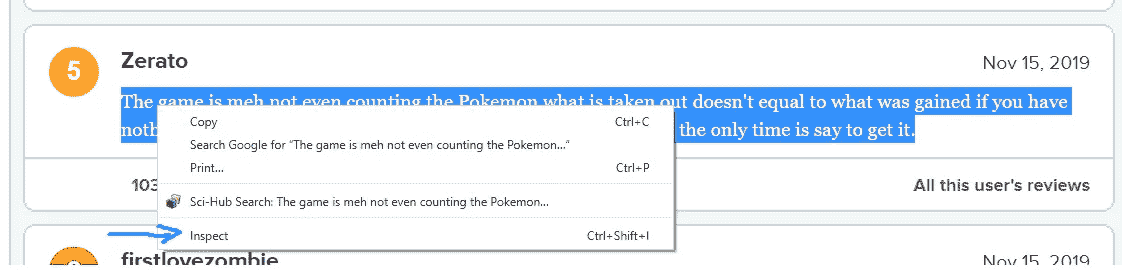 5
Zerato
Nov 15, 2019
The game is meh not even counting the Pokemon what is taken out doesn't equal to what was gained if you have
noth the only time is say to get it.
Copy Ctrl+C
Search Google for “The game is meh not even counting the Pokemon...”
Print... Ctrl+P
Sci-Hub Search: The game is meh not even counting the Pokemon...
Inspect Ctrl+Shift+I
103
All this user's reviews
firstlovezombie
Nov 15, 2019